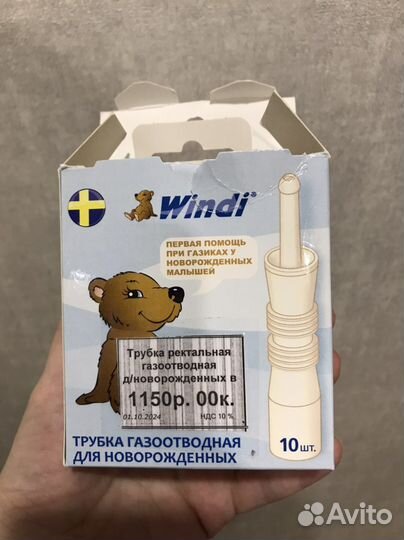 Windi®
ПЕРВАЯ ПОМОЩЬ
ПРИ ГАЗИКАХ У
НОВОРОЖДЕННЫХ
МАЛЫШЕЙ
Трубка ректальная
газоотводная
д/новорожденных в
1150р. 00к.
01.10.2024 НДС 10 %
ТРУБКА ГАЗООТВОДНАЯ
ДЛЯ НОВОРОЖДЕННЫХ
10 шт.
Avito